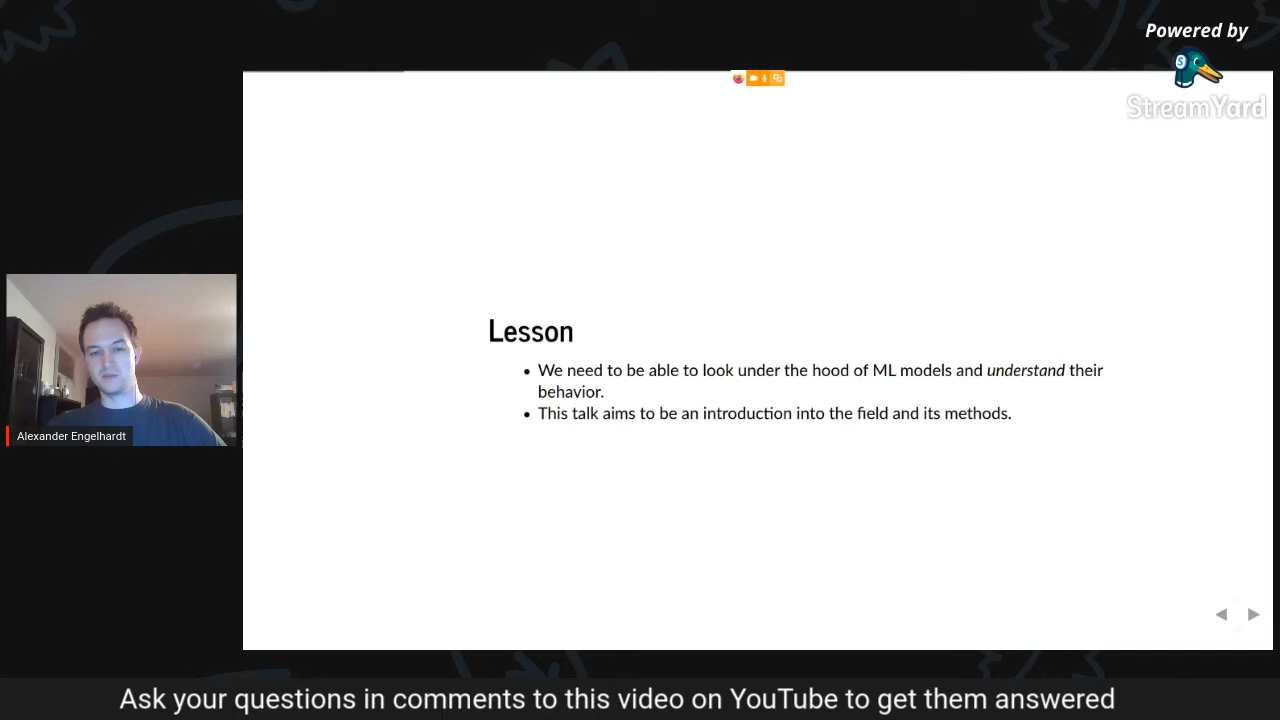 Powered by
StreamYard
Lesson
• We need to be able to look under the hood of ML models and understand their
behavior.
• This talk aims to be an introduction into the field and its methods.
Alexander Engelhardt
Ask your questions in comments to this video on YouTube to get them answered